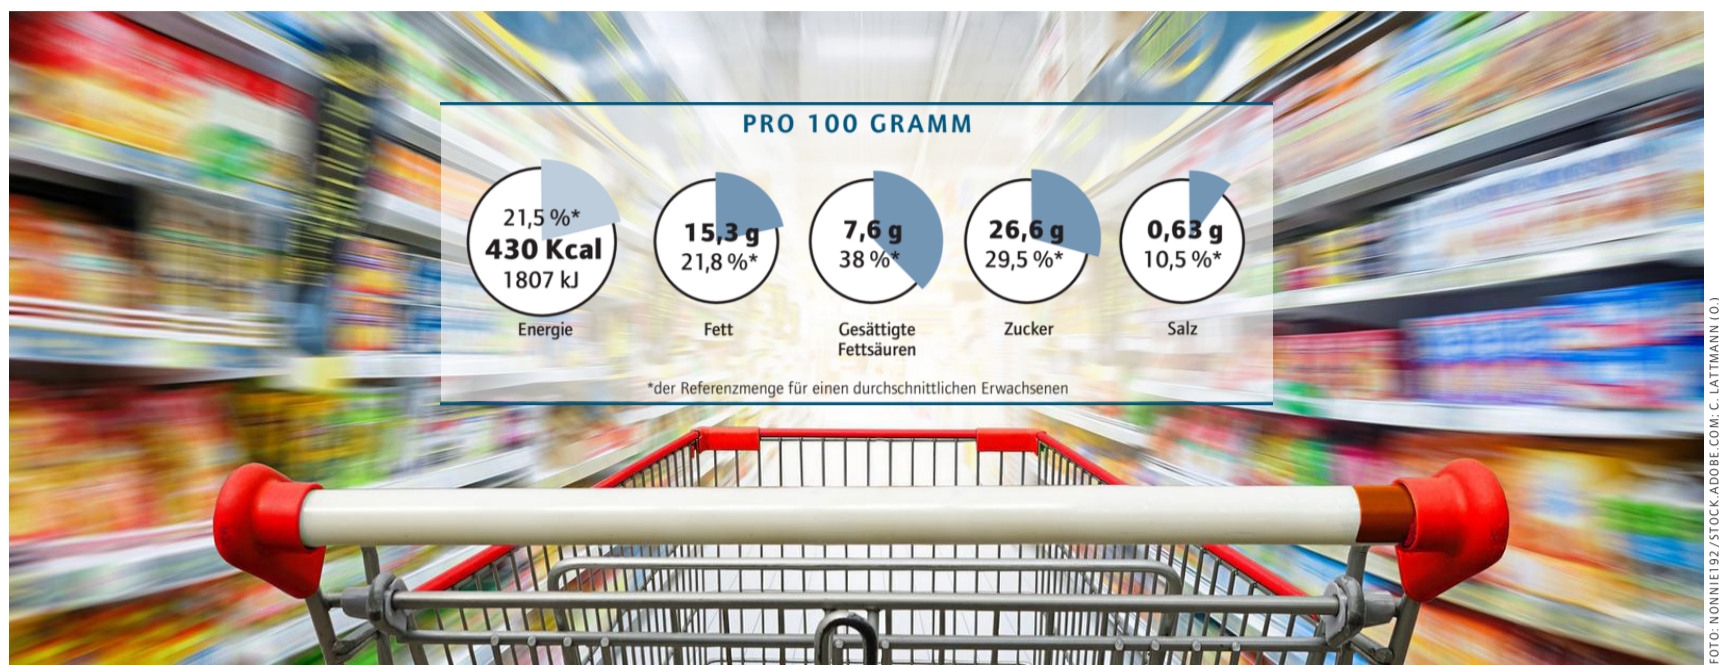 PRO 100 GRAMM
21,5 %*
430 Kcal
1807 kJ
Energie
15,3 g
21,8 %*
Fett
7,6 g
38 %*
Gesättigte
Fettsäuren
26,6 g
29,5 %*
Zucker
0,63 g
10,5 %*
Salz
*der Referenzmenge für einen durchschnittlichen Erwachsenen
FOTO: NONNIE192 /STOCK.ADOBE.COM; C. LATTMANN (O.)